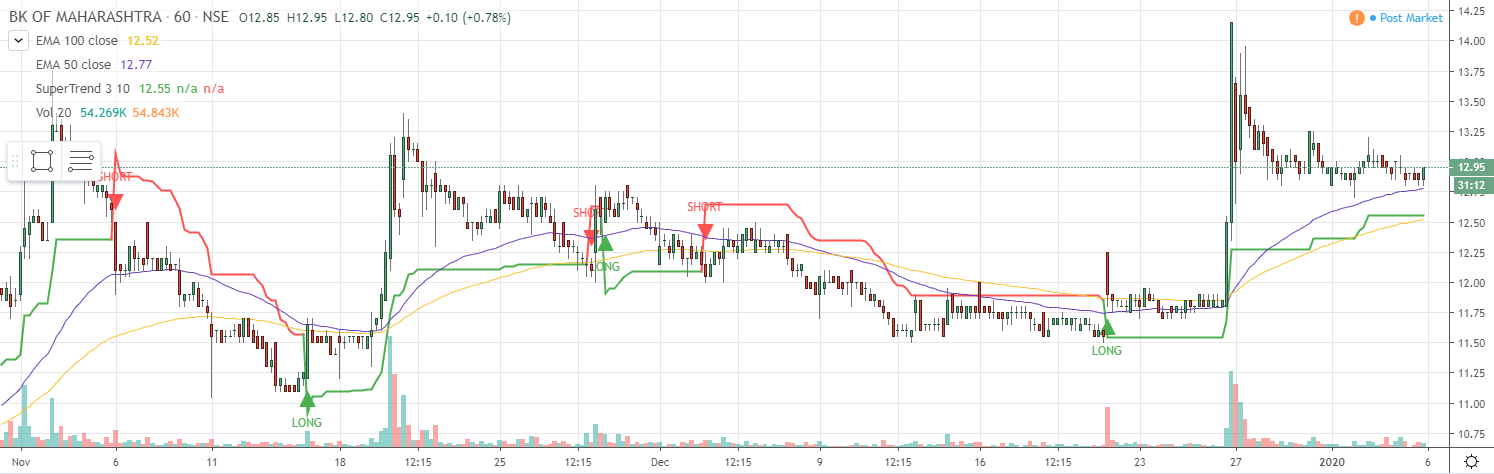 BK OF MAHARASHTRA · 60 · NSE O12.85 H12.95 L12.80 C12.95 +0.10 (+0.78%)
EMA 100 close 12.52
EMA 50 close 12.77
SuperTrend 3 10 12.55 n/a n/a
Vol 20 54.269K 54.843K
Post Market
SHORT
SHORT
SHORT
LONG
LONG
LONG
14.25
14.00
13.75
13.50
13.25
12.95
31:12
12.50
12.25
12.00
11.75
11.50
11.25
11.00
10.75
Nov 6 11 18 12:15 25 12:15 Dec 12:15 9 12:15 16 12:15 23 27 2020 6